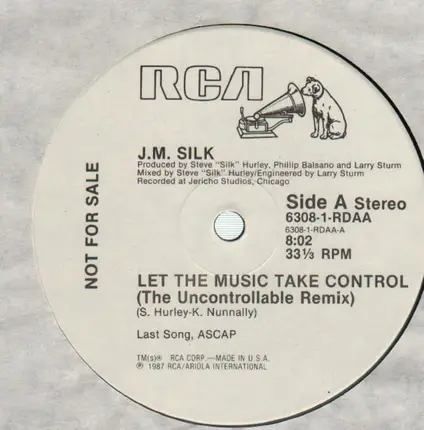 RCA
J.M. SILK
Produced by Steve "Silk" Hurley, Phillip Balsano and Larry Sturm
Mixed by Steve "Silk" Hurley/Engineered by Larry Sturm
Recorded at Jericho Studios, Chicago
NOT FOR SALE
Side A Stereo
6308-1-RDAA
6308-1-RDAA-A
8:02
33⅓ RPM
LET THE MUSIC TAKE CONTROL
(The Uncontrollable Remix)
(S. Hurley-K. Nunnally)
Last Song, ASCAP
TM(s)® RCA CORP.—MADE IN U.S.A.
℗ 1987 RCA/ARIOLA INTERNATIONAL